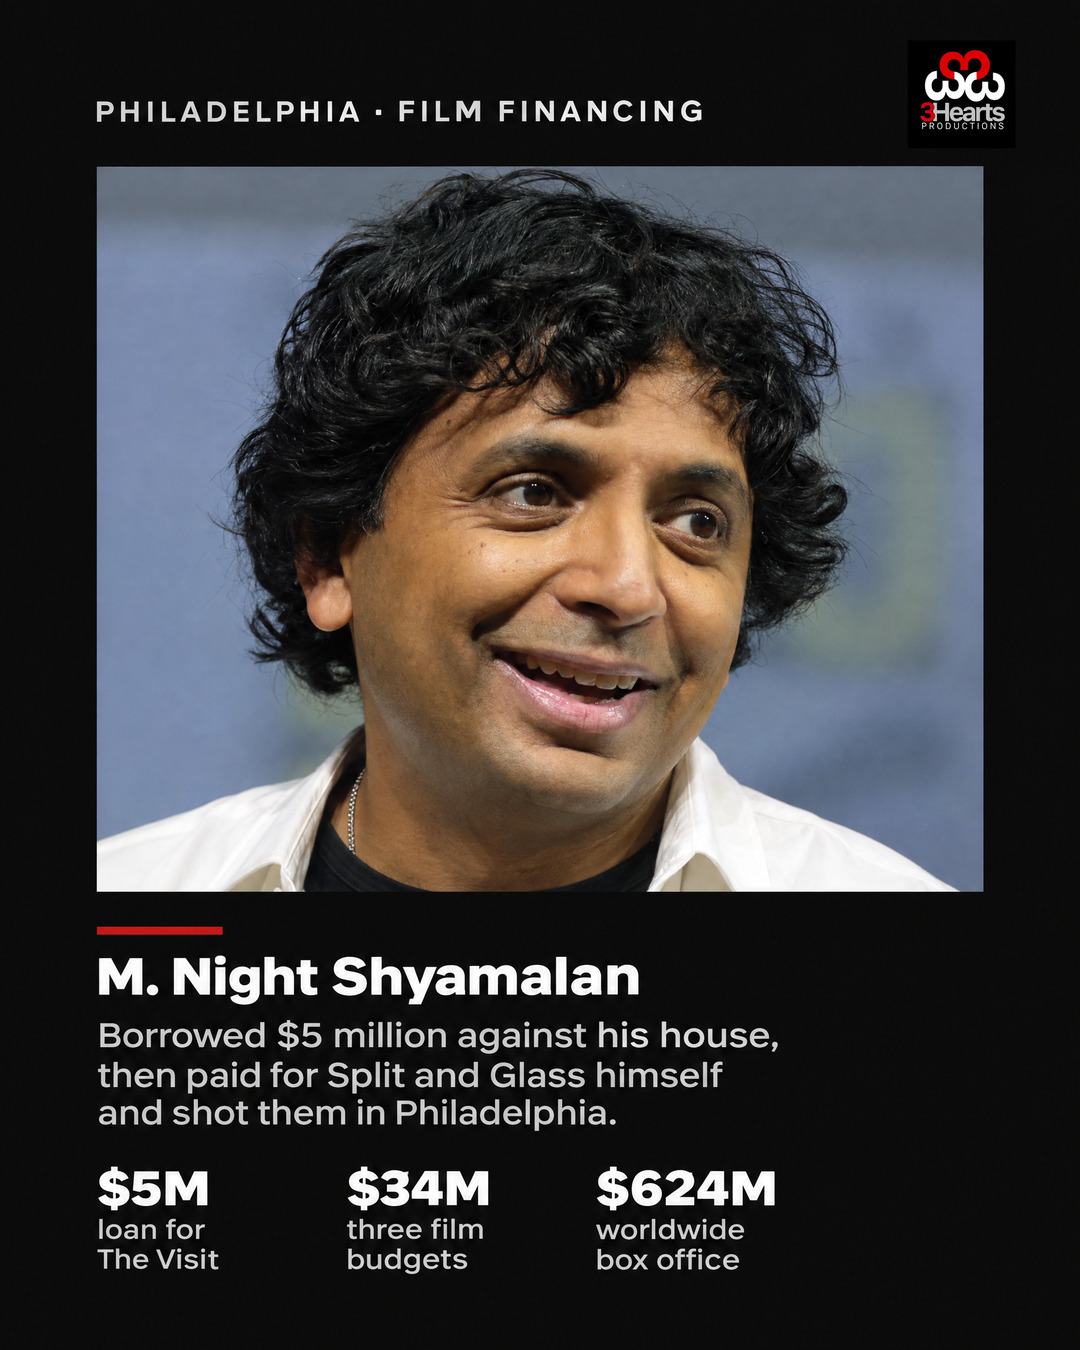 PHILADELPHIA · FILM FINANCING
3Hearts
PRODUCTIONS
M. Night Shyamalan
Borrowed $5 million against his house,
then paid for Split and Glass himself
and shot them in Philadelphia.
$5M
loan for
The Visit
$34M
three film
budgets
$624M
worldwide
box office